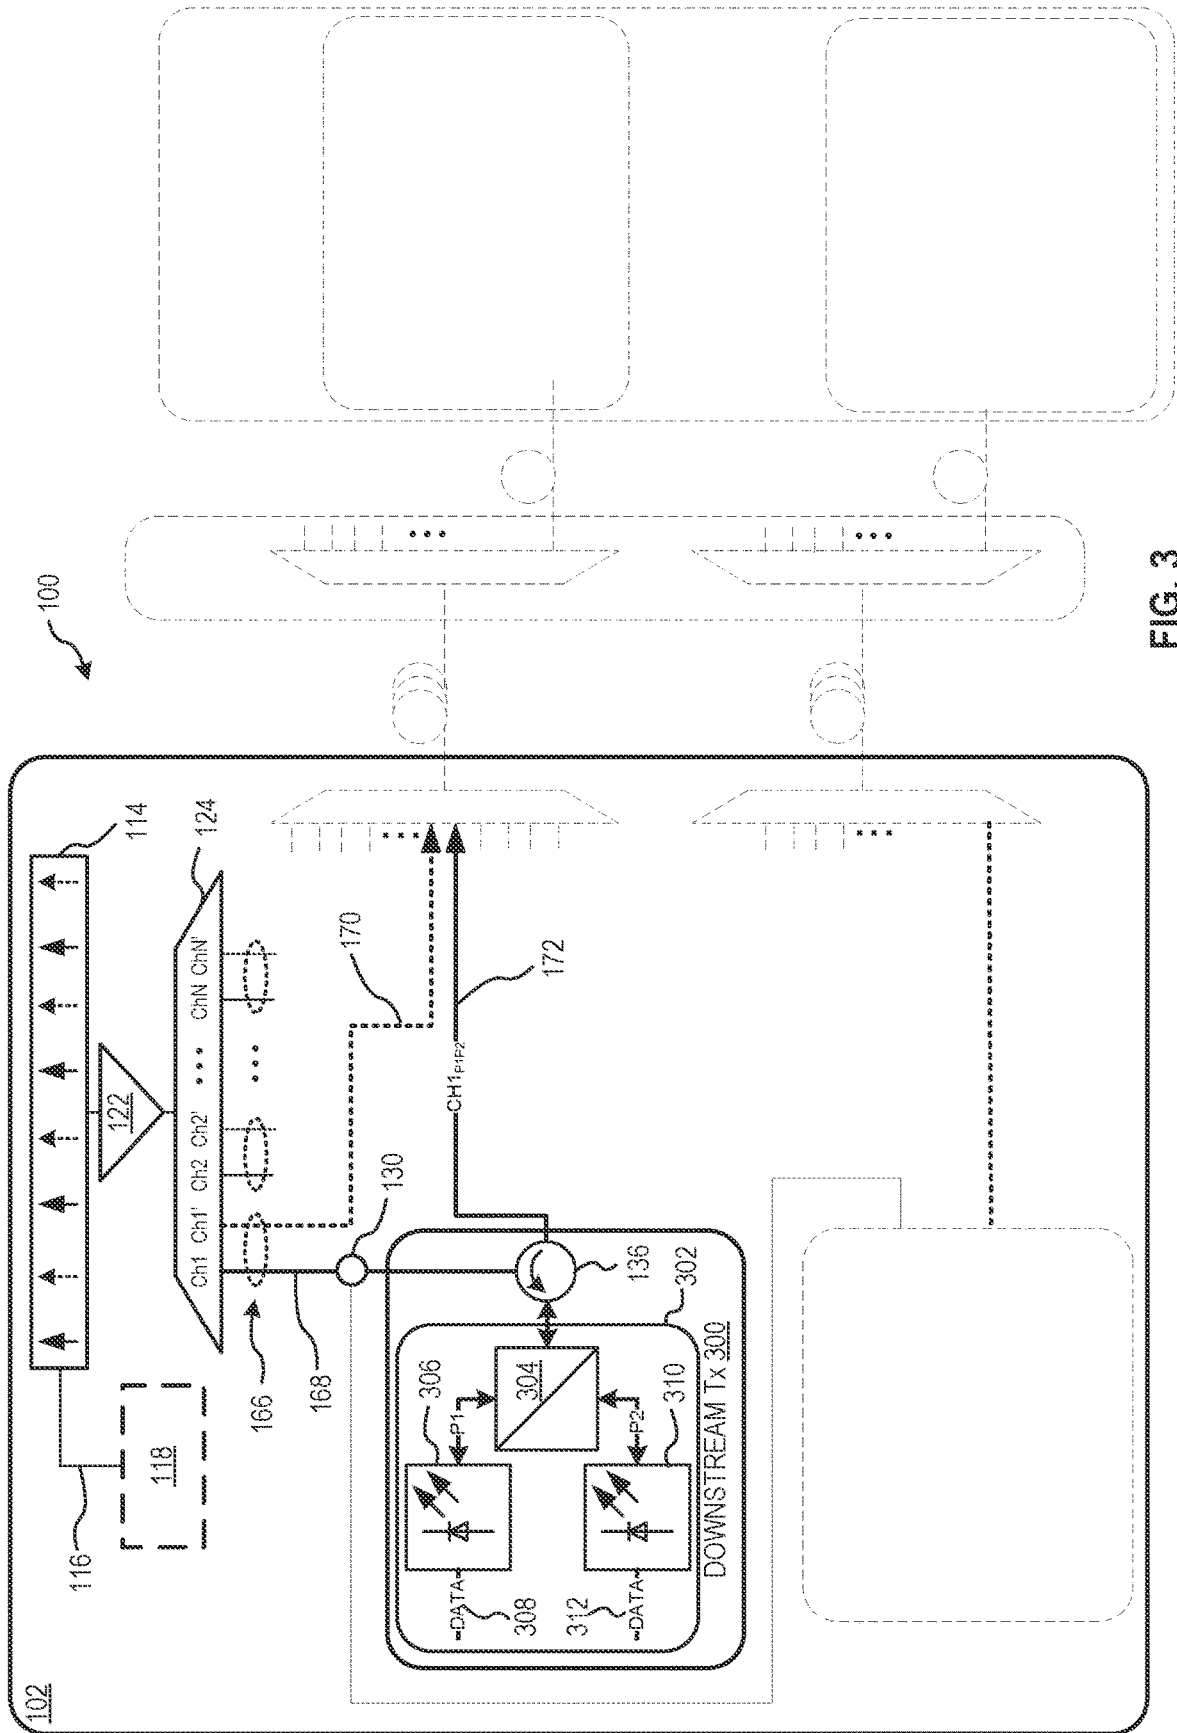 102
100
114
116
118
122
124
Ch1 Ch1' Ch2 Ch2' ••• ChN ChN'
•••
166
168
130
170
172
CH1P1P2
136
302
304
306
P1
310
P2
DATA
308
DATA
312
DOWNSTREAM Tx 300
FIG. 3